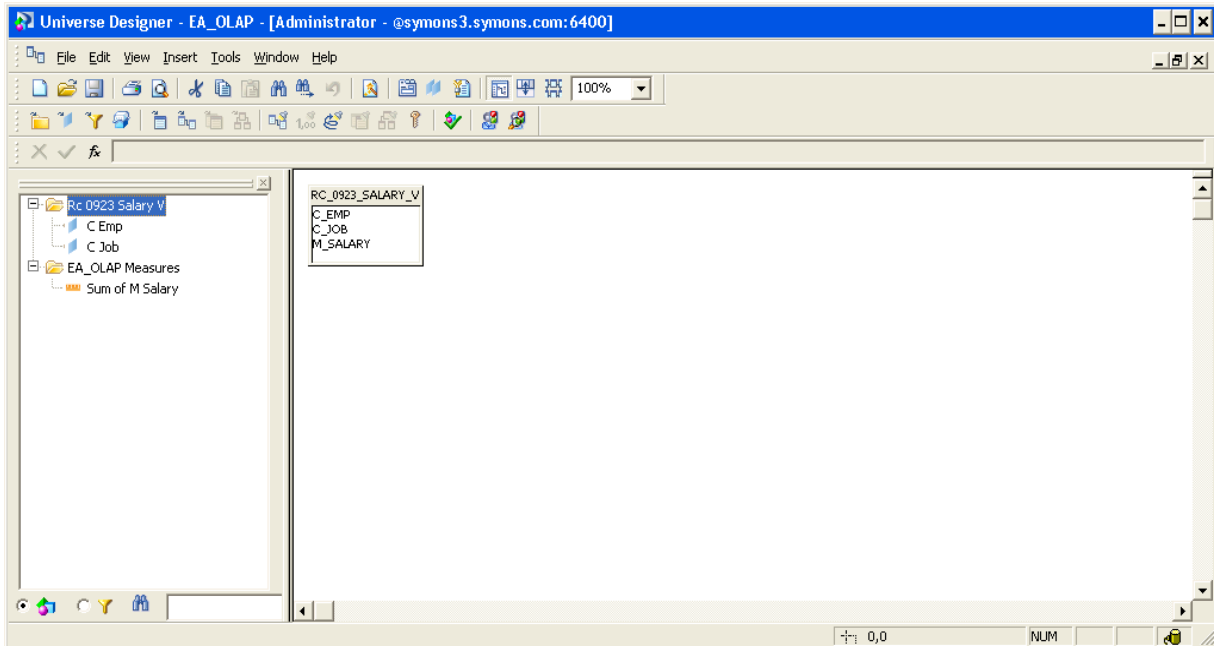 Universe Designer - EA_OLAP - [Administrator - @symons3.symons.com:6400]
File Edit View Insert Tools Window Help
100%
fx
Rc 0923 Salary V
C Emp
C Job
EA_OLAP Measures
Sum of M Salary
RC_0923_SALARY_V
C_EMP
C_JOB
M_SALARY
0,0
NUM